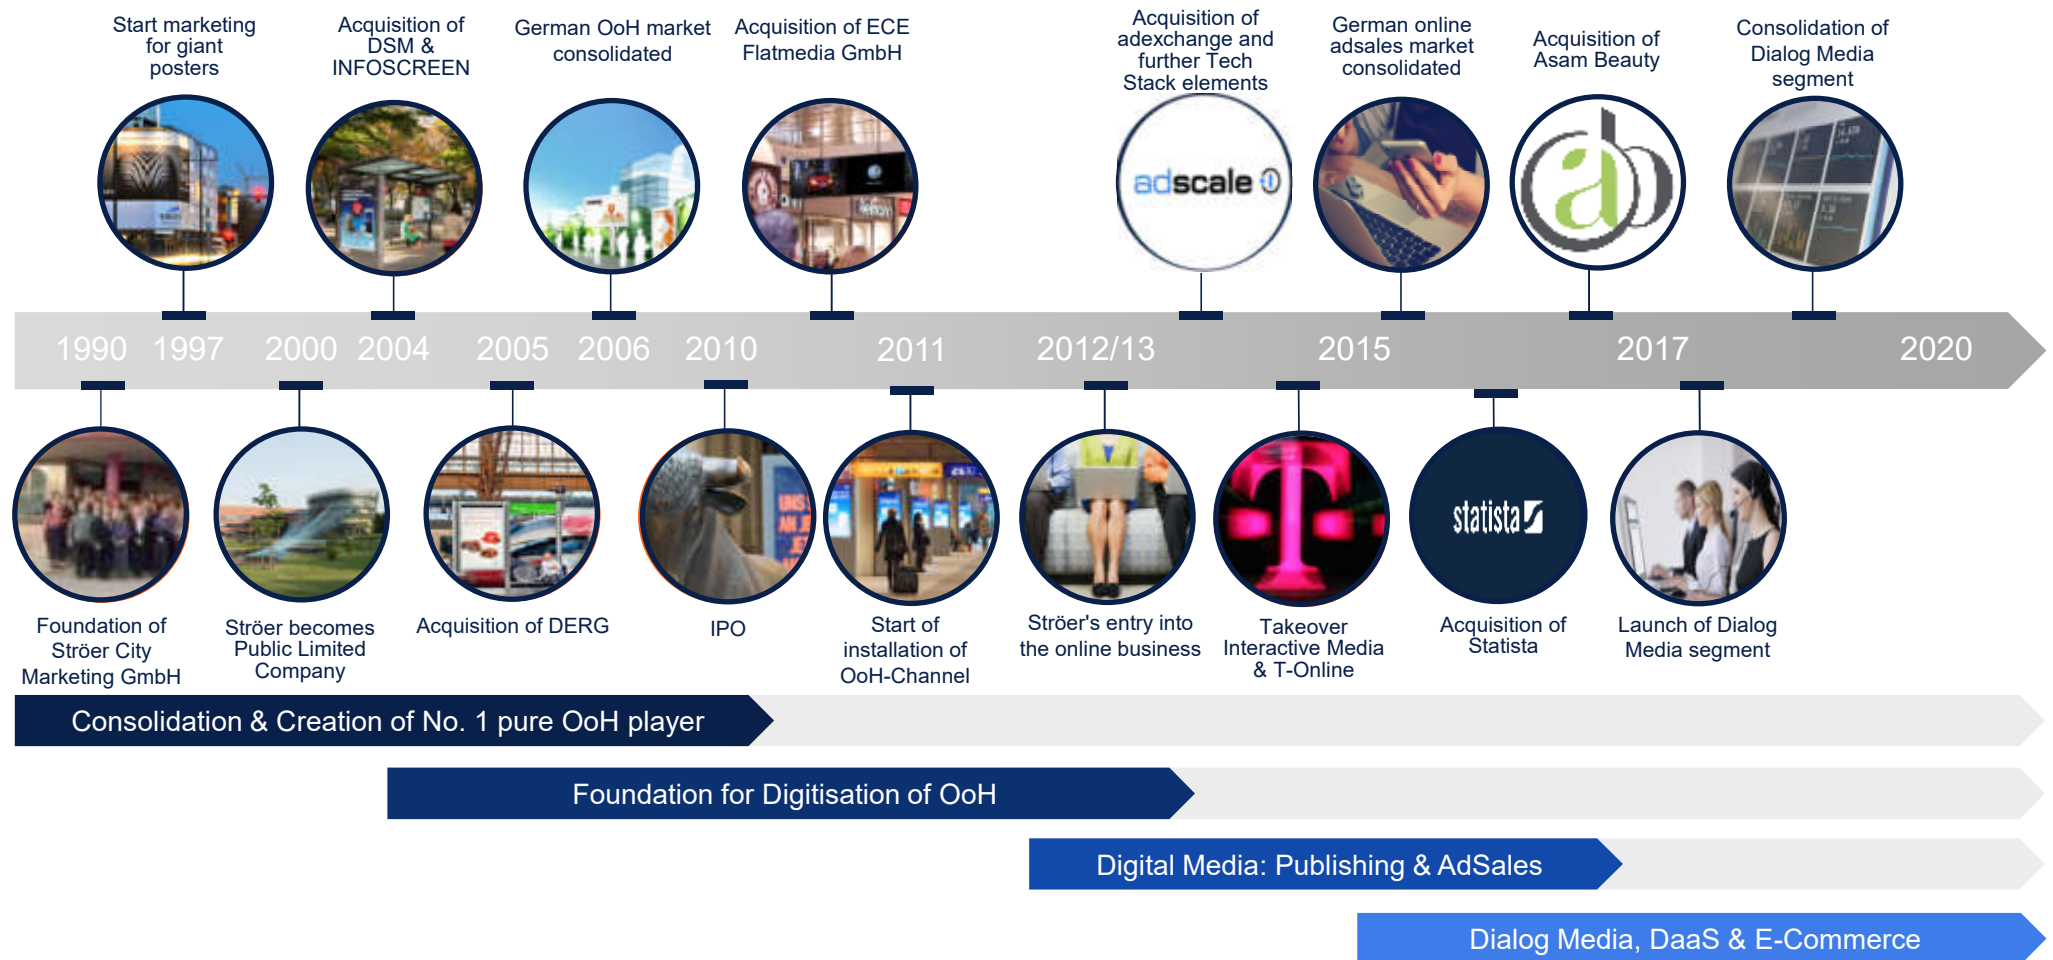 Start marketing
for giant
posters
Acquisition of
DSM &
INFOSCREEN
German OoH market
consolidated
Acquisition of ECE
Flatmedia GmbH
Acquisition of
adexchange and
further Tech
Stack elements
German online
adsales market
consolidated
Acquisition of
Asam Beauty
Consolidation of
Dialog Media
segment
adscale
ab
1990 1997 2000 2004 2005 2006 2010 2011 2012/13 2015 2017 2020
UNS
AN JE
statista
Foundation of
Ströer City
Marketing GmbH
Ströer becomes
Public Limited
Company
Acquisition of DERG
IPO
Start of
installation of
OoH-Channel
Ströer's entry into
the online business
Takeover
Interactive Media
& T-Online
Acquisition of
Statista
Launch of Dialog
Media segment
Consolidation & Creation of No. 1 pure OoH player
Foundation for Digitisation of OoH
Digital Media: Publishing & AdSales
Dialog Media, DaaS & E-Commerce